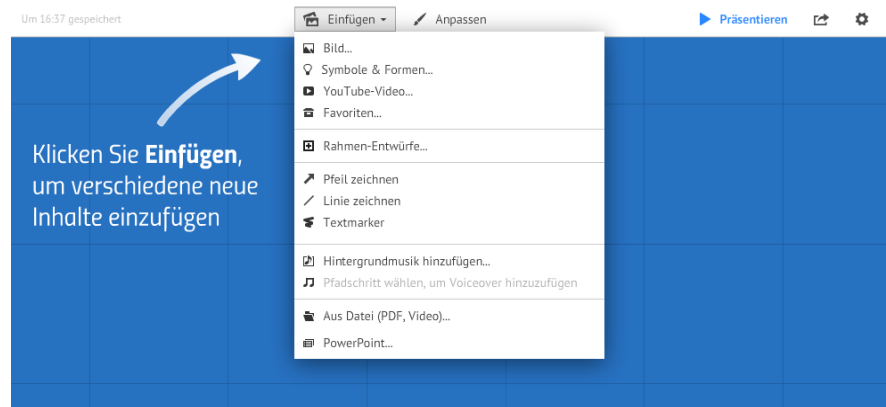 Um 16:37 gespeichert
Einfügen
Anpassen
Präsentieren
Bild...
Symbole & Formen...
YouTube-Video...
Favoriten...
Rahmen-Entwürfe...
Pfeil zeichnen
Linie zeichnen
Textmarker
Hintergrundmusik hinzufügen...
Pfadschritt wählen, um Voiceover hinzuzufügen
Aus Datei (PDF, Video)...
PowerPoint...
Klicken Sie Einfügen,
um verschiedene neue
Inhalte einzufügen